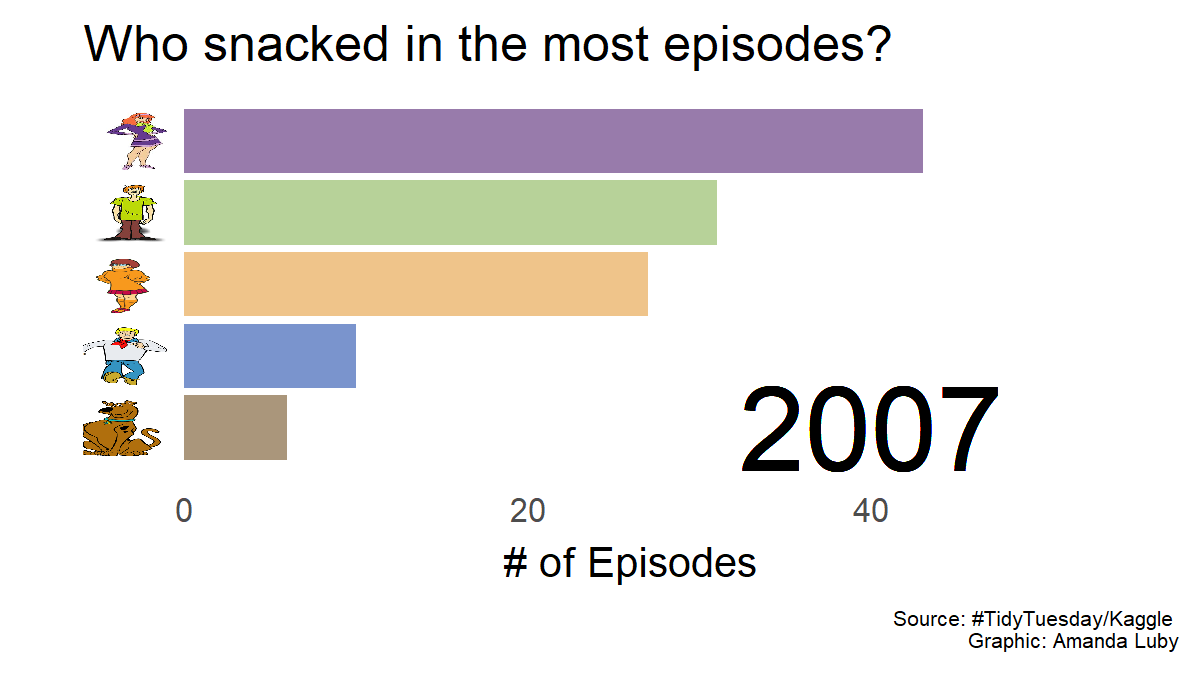 Who snacked in the most episodes?
2007
0 20 40
# of Episodes
Source: #TidyTuesday/Kaggle
Graphic: Amanda Luby